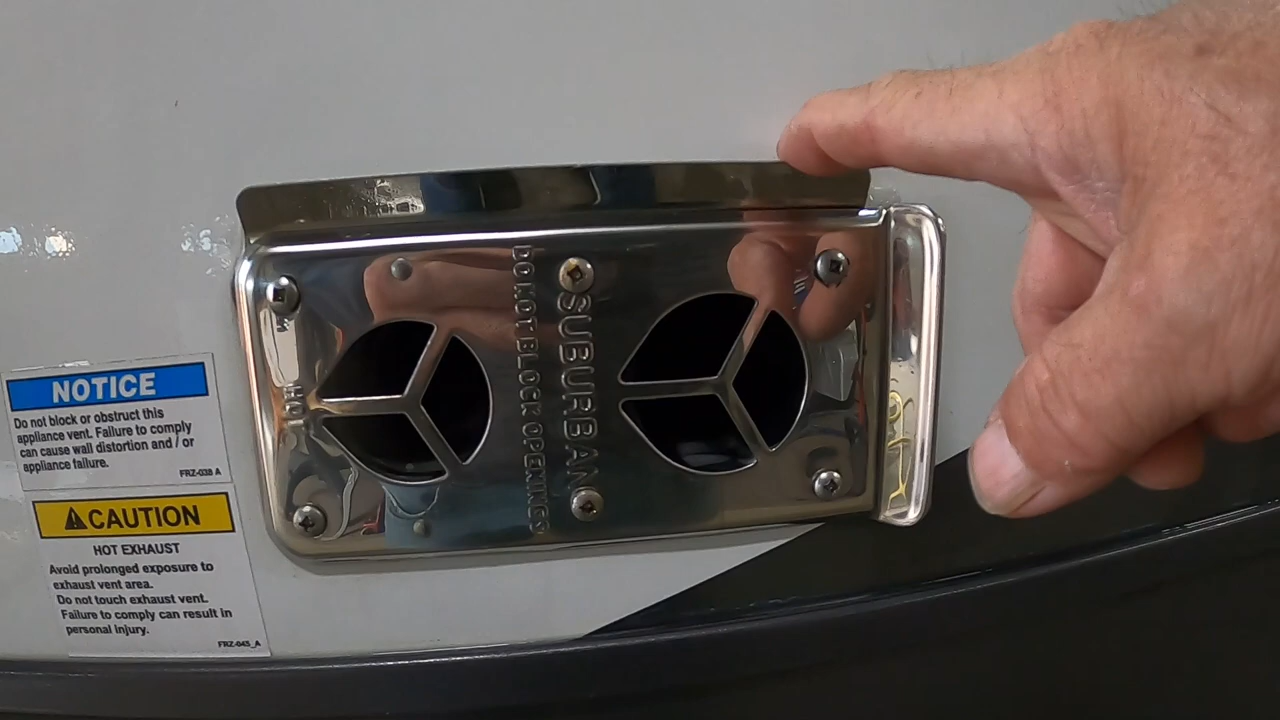 NOTICE
Do not block or obstruct this
appliance vent. Failure to comply
can cause wall distortion and / or
appliance failure.
FRZ-038 A
CAUTION
HOT EXHAUST
Avoid prolonged exposure to
exhaust vent area.
Do not touch exhaust vent.
Failure to comply can result in
personal injury.
FRZ-045_A
HOT
DO NOT BLOCK OPENINGS
SUBURBAN